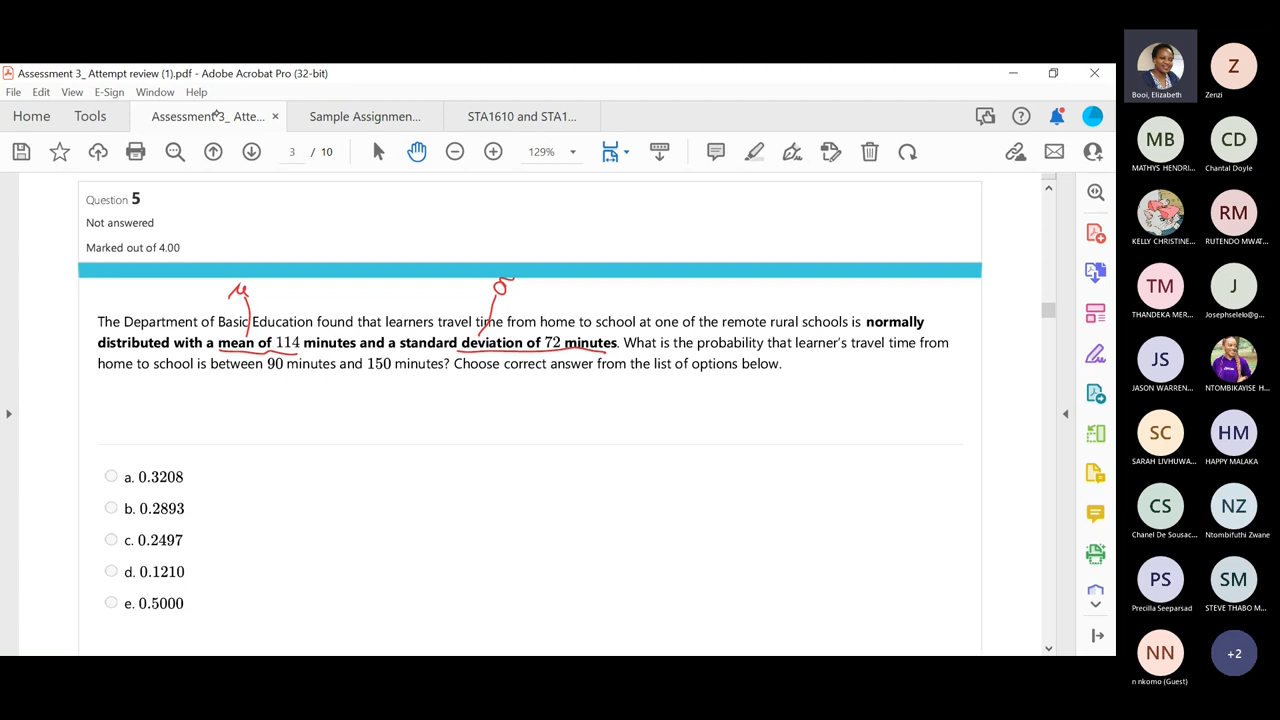 Assessment 3_ Attempt review (1).pdf - Adobe Acrobat Pro (32-bit)
File Edit View E-Sign Window Help
Home Tools Assessment 3_ Atte... × Sample Assignmen... STA1610 and STA1...
3 / 10 129%
Question 5
Not answered
Marked out of 4.00
μ σ
The Department of Basic Education found that learners travel time from home to school at one of the remote rural schools is normally
distributed with a mean of 114 minutes and a standard deviation of 72 minutes. What is the probability that learner's travel time from
home to school is between 90 minutes and 150 minutes? Choose correct answer from the list of options below.
a. 0.3208
b. 0.2893
c. 0.2497
d. 0.1210
e. 0.5000
Booi, Elizabeth
Z
Zenzi
MB
MATHYS HENDRI...
CD
Chantal Doyle
KELLY CHRISTINE...
RM
RUTENDO MWAT...
TM
THANDEKA MER...
J
Josephselelo@g...
JS
JASON WARREN...
NTOMBIKAYISE H...
SC
SARAH LIVHUWA...
HM
HAPPY MALAKA
CS
Chanel De Sousac...
NZ
Ntombifuthi Zwane
PS
Precilla Seeparsad
SM
STEVE THABO M...
NN
n nkomo (Guest)
+2